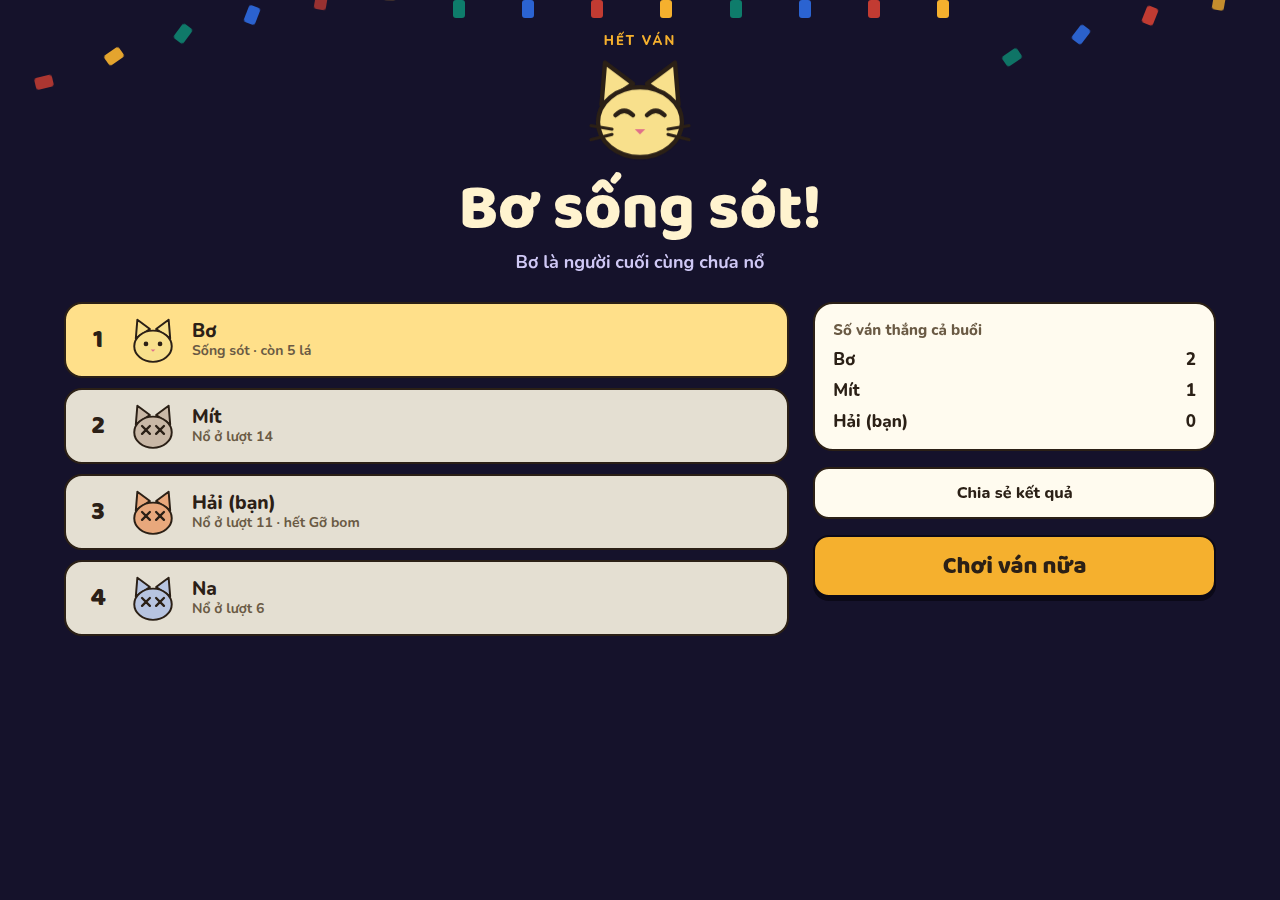 HẾT VÁN
Bơ sống sót!
Bơ là người cuối cùng chưa nổ
1
Bơ
Sống sót · còn 5 lá
2
Mít
Nổ ở lượt 14
3
Hải (bạn)
Nổ ở lượt 11 · hết Gỡ bom
4
Na
Nổ ở lượt 6
Số ván thắng cả buổi
Bơ 2
Mít 1
Hải (bạn) 0
Chia sẻ kết quả
Chơi ván nữa